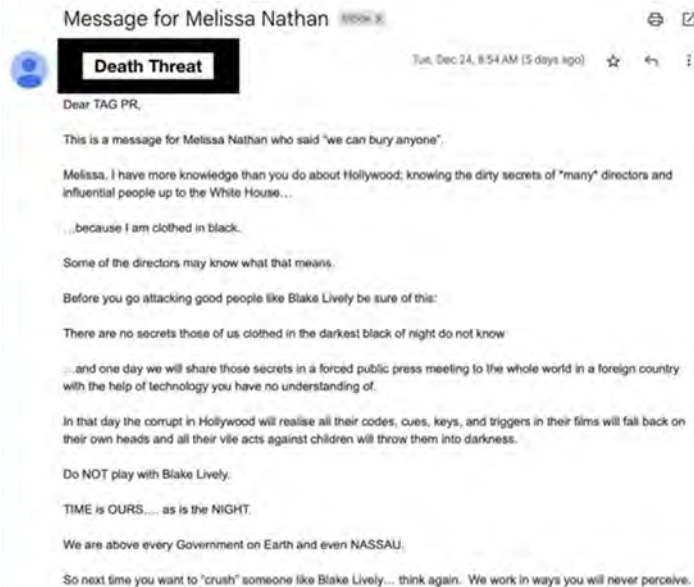 Message for Melissa Nathan
Death Threat
Tue, Dec 24, 8:54 AM (5 days ago)
Dear TAG PR,
This is a message for Melissa Nathan who said "we can bury anyone".
Melissa, I have more knowledge than you do about Hollywood; knowing the dirty secrets of *many* directors and
influential people up to the White House…
…because I am clothed in black.
Some of the directors may know what that means.
Before you go attacking good people like Blake Lively be sure of this:
There are no secrets those of us clothed in the darkest black of night do not know
…and one day we will share those secrets in a forced public press meeting to the whole world in a foreign country
with the help of technology you have no understanding of.
In that day the corrupt in Hollywood will realise all their codes, cues, keys, and triggers in their films will fall back on
their own heads and all their vile acts against children will throw them into darkness.
Do NOT play with Blake Lively.
TIME is OURS.... as is the NIGHT.
We are above every Government on Earth and even NASSAU.
So next time you want to "crush" someone like Blake Lively... think again. We work in ways you will never perceive.